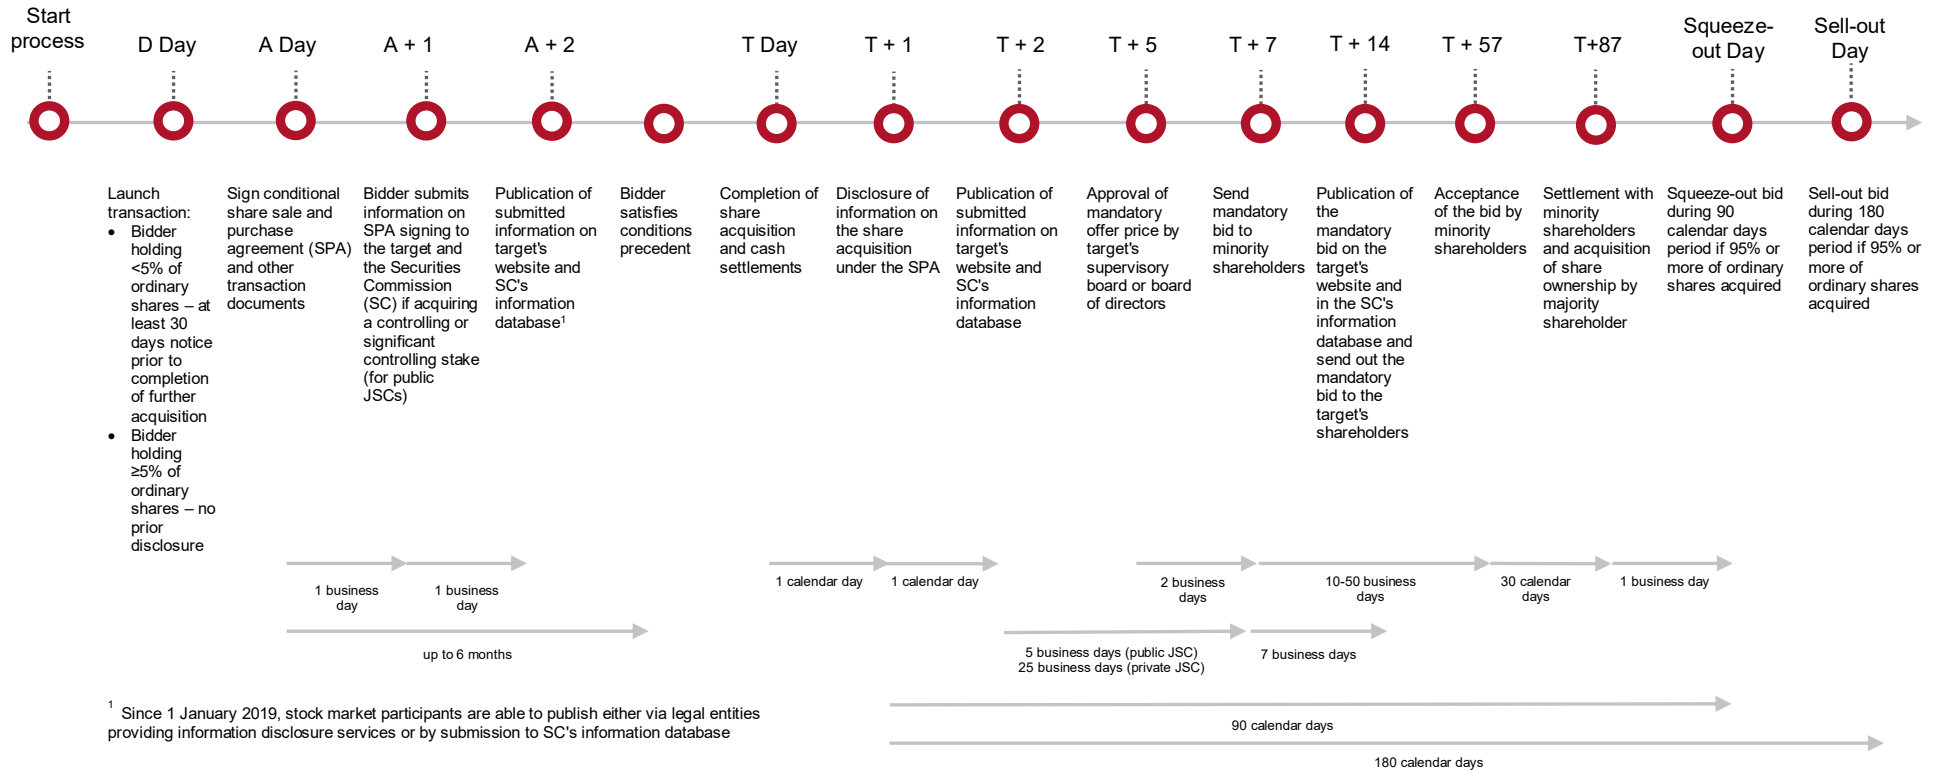 Start
process
D Day
A Day
A + 1
A + 2
T Day
T + 1
T + 2
T + 5
T + 7
T + 14
T + 57
T+87
Squeeze-
out Day
Sell-out
Day
Launch
transaction:
• Bidder
holding
<5% of
ordinary
shares – at
least 30
days notice
prior to
completion
of further
acquisition
• Bidder
holding
≥5% of
ordinary
shares – no
prior
disclosure
Sign conditional
share sale and
purchase
agreement (SPA)
and other
transaction
documents
Bidder submits
information on
SPA signing to
the target and
the Securities
Commission
(SC) if acquiring
a controlling or
significant
controlling stake
(for public
JSCs)
Publication of
submitted
information on
target's
website and
SC's
information
database¹
Bidder
satisfies
conditions
precedent
Completion of
share
acquisition
and cash
settlements
Disclosure of
information on
the share
acquisition
under the SPA
Publication of
submitted
information on
target's
website and
SC's
information
database
Approval of
mandatory
offer price by
target's
supervisory
board or board
of directors
Send
mandatory
bid to
minority
shareholders
Publication of
the
mandatory
bid on the
target's
website and
in the SC's
information
database and
send out the
mandatory
bid to the
target's
shareholders
Acceptance
of the bid by
minority
shareholders
Settlement with
minority
shareholders
and acquisition
of share
ownership by
majority
shareholder
Squeeze-out bid
during 90
calendar days
period if 95% or
more of ordinary
shares acquired
Sell-out bid
during 180
calendar days
period if 95% or
more of
ordinary shares
acquired
1 business
day
1 business
day
1 calendar day
1 calendar day
2 business
days
10-50 business
days
30 calendar
days
1 business day
up to 6 months
5 business days (public JSC)
25 business days (private JSC)
7 business days
90 calendar days
180 calendar days
¹ Since 1 January 2019, stock market participants are able to publish either via legal entities
providing information disclosure services or by submission to SC's information database